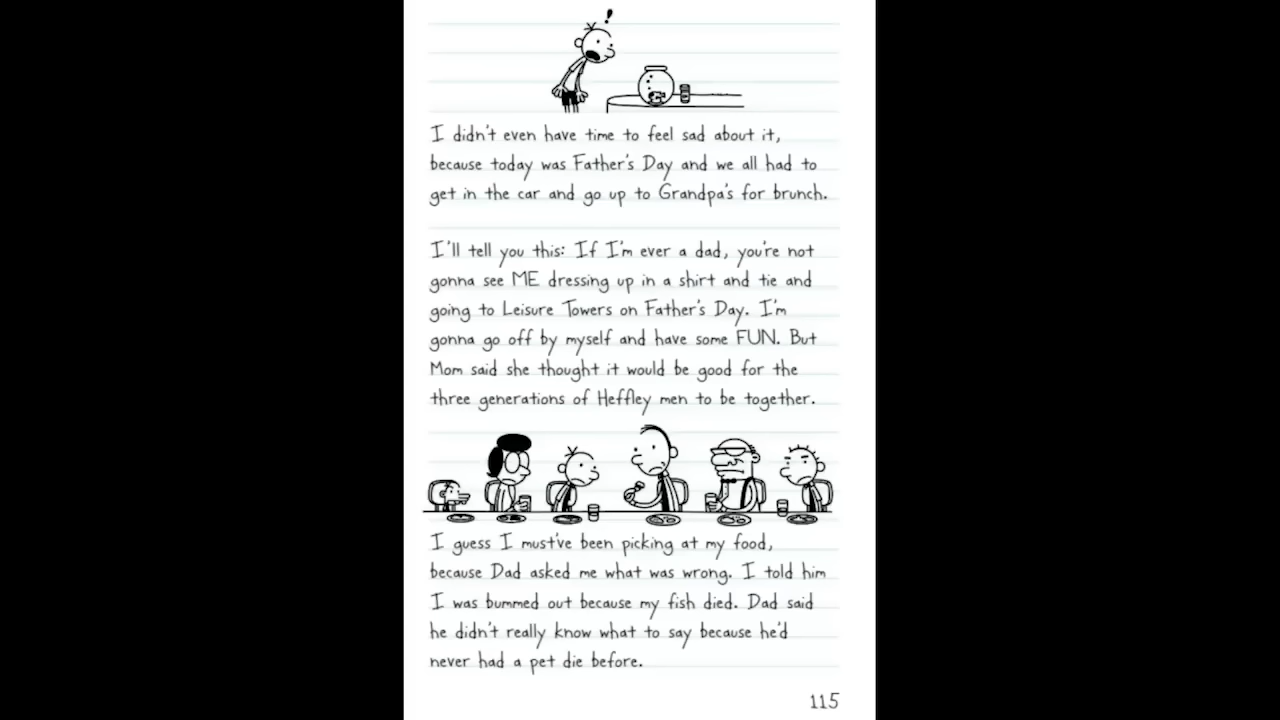 !
I didn't even have time to feel sad about it,
because today was Father's Day and we all had to
get in the car and go up to Grandpa's for brunch.
I'll tell you this: If I'm ever a dad, you're not
gonna see ME dressing up in a shirt and tie and
going to Leisure Towers on Father's Day. I'm
gonna go off by myself and have some FUN. But
Mom said she thought it would be good for the
three generations of Heffley men to be together.
I guess I must've been picking at my food,
because Dad asked me what was wrong. I told him
I was bummed out because my fish died. Dad said
he didn't really know what to say because he'd
never had a pet die before.
115